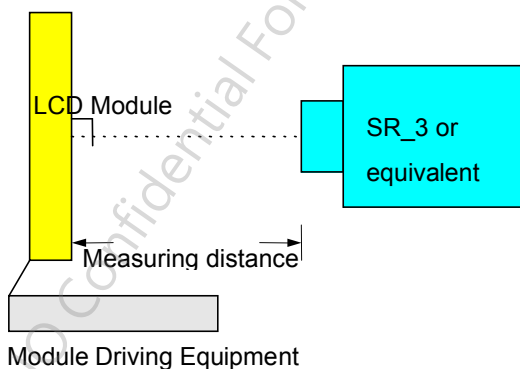 LCD Module
SR_3 or
equivalent
Measuring distance
Module Driving Equipment
O Confidential For